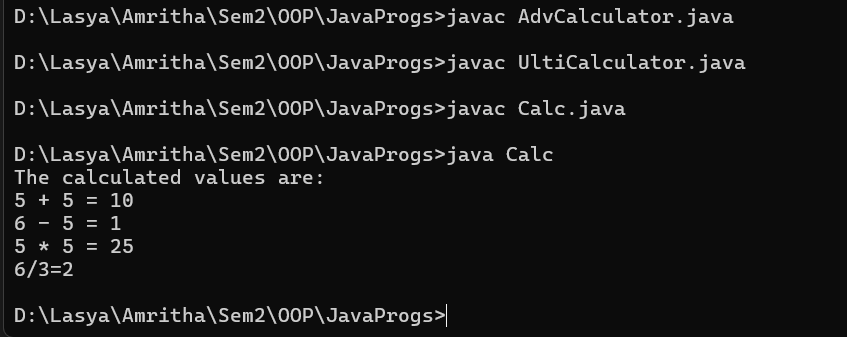 D:\Lasya\Amritha\Sem2\OOP\JavaProgs>javac AdvCalculator.java
D:\Lasya\Amritha\Sem2\OOP\JavaProgs>javac UltiCalculator.java
D:\Lasya\Amritha\Sem2\OOP\JavaProgs>javac Calc.java
D:\Lasya\Amritha\Sem2\OOP\JavaProgs>java Calc
The calculated values are:
5 + 5 = 10
6 - 5 = 1
5 * 5 = 25
6/3=2
D:\Lasya\Amritha\Sem2\OOP\JavaProgs>